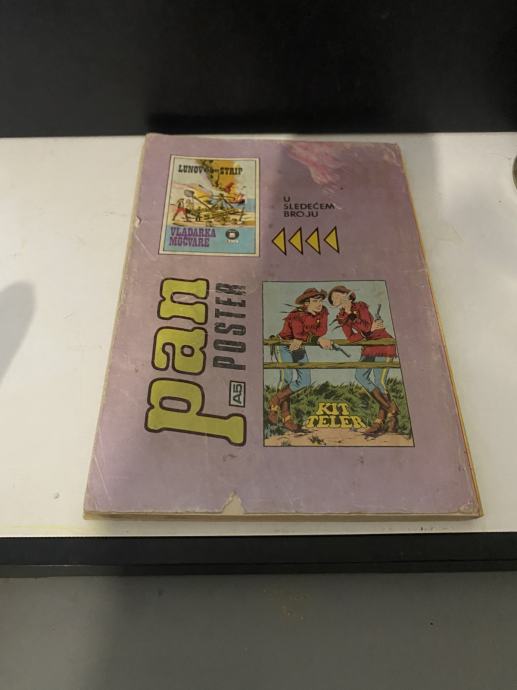 LUNOV STRIP
VLADARKA
MOČVARE
U
SLEDEĆEM
BROJU
pan
POSTER
A5
KIT
TELER